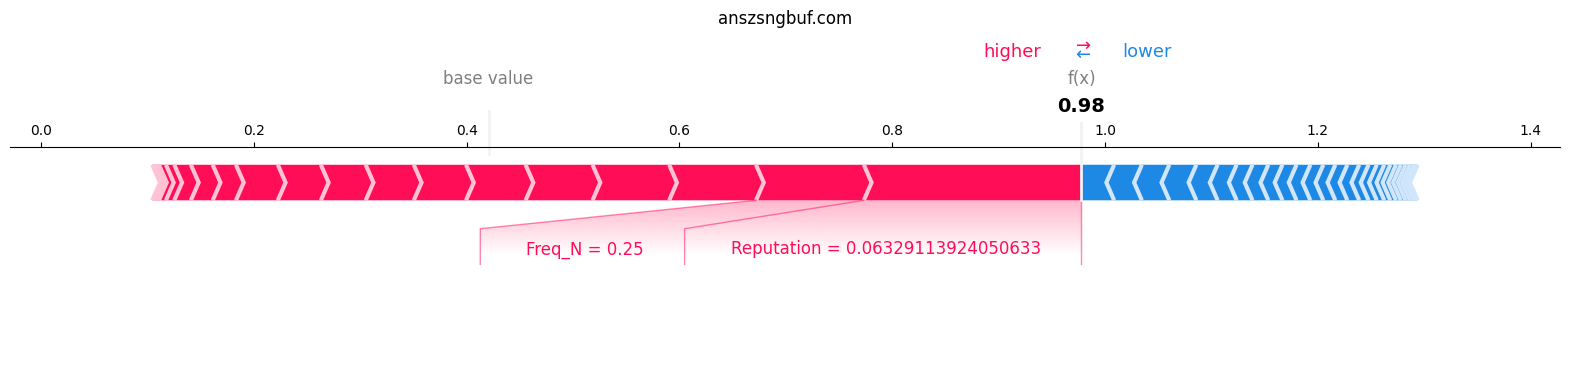 anszsngbuf.com
higher ⇄ lower
base value f(x)
0.98
0.0 0.2 0.4 0.6 0.8 1.0 1.2 1.4
Freq_N = 0.25 Reputation = 0.06329113924050633